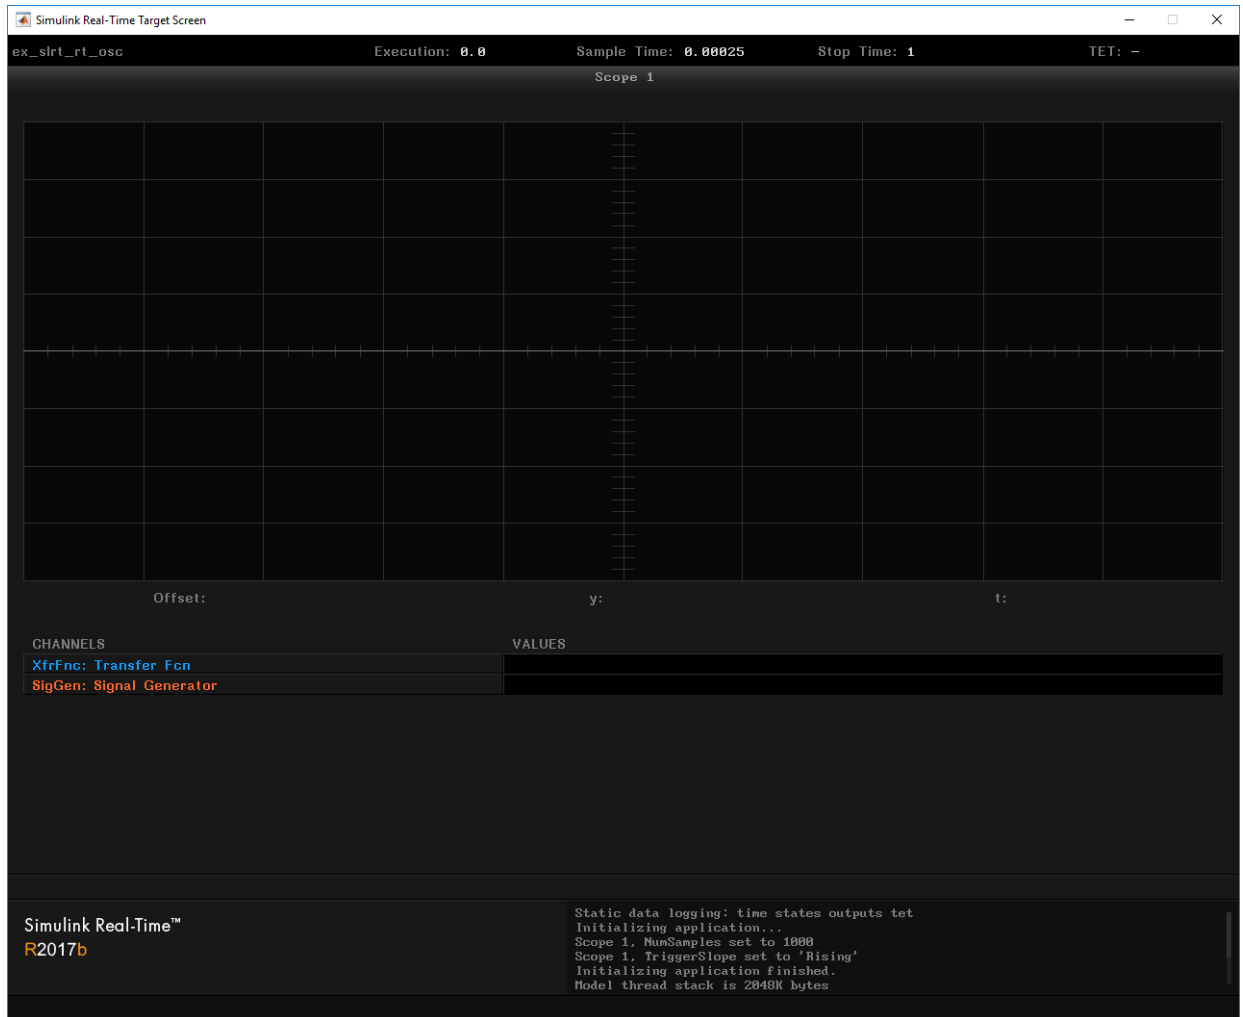 Simulink Real-Time Target Screen
ex_slrt_rt_osc Execution: 0.0 Sample Time: 0.00025 Stop Time: 1 TET: -
Scope 1
Offset: y: t:
CHANNELS VALUES
XfrFnc: Transfer Fcn
SigGen: Signal Generator
Simulink Real-Time™
R2017b
Static data logging: time states outputs tet
Initializing application...
Scope 1, NumSamples set to 1000
Scope 1, TriggerSlope set to 'Rising'
Initializing application finished.
Model thread stack is 2048K bytes